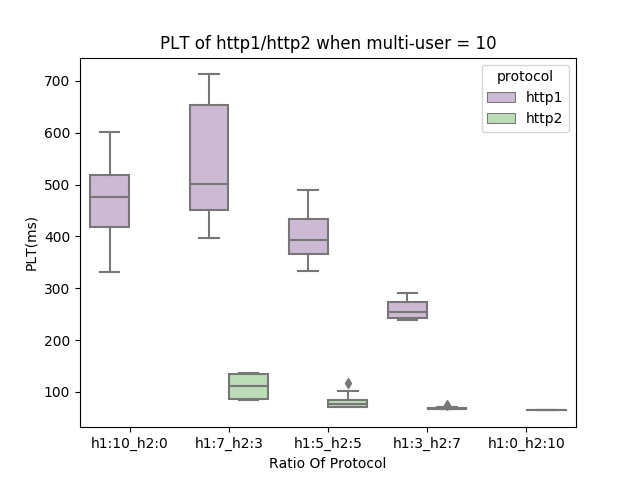 PLT of http1/http2 when multi-user = 10
protocol
http1
http2
700
600
500
400
300
200
100
PLT(ms)
h1:10_h2:0 h1:7_h2:3 h1:5_h2:5 h1:3_h2:7 h1:0_h2:10
Ratio Of Protocol